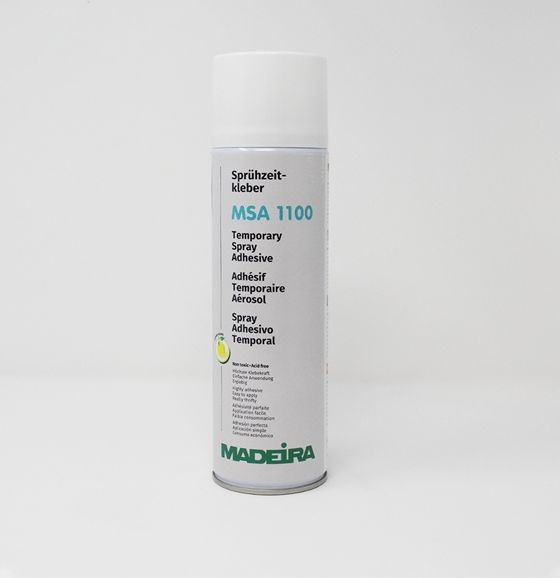 Sprühzeit-
kleber
MSA 1100
Temporary
Spray
Adhesive
Adhésif
Temporaire
Aérosol
Spray
Adhesivo
Temporal
Non toxic-Acid free
Höchste Klebekraft
Einfache Anwendung
Ergiebig
Highly adhesive
Easy to apply
Really thrifty
Adhésivité parfaite
Application facile
Faible consommation
Adhesión perfecta
Aplicación simple
Consumo económico
MADEIRA